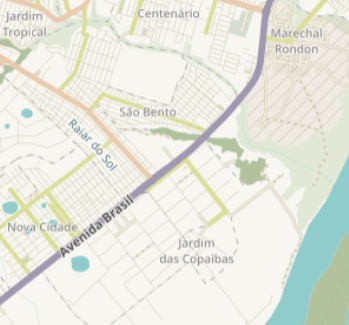 Jardim
Tropical
Centenário
Marechal
Rondon
São Bento
Raiar do Sol
Nova Cidade
Avenida Brasil
Jardim
das Copaíbas